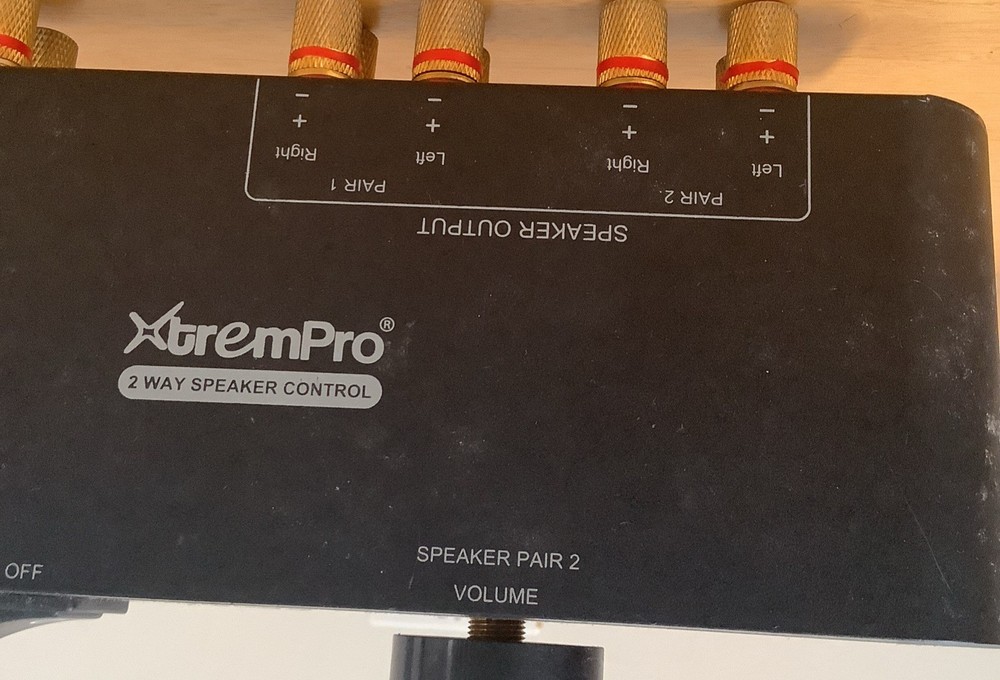 − − − −
+ + + +
Right Left Right Left
PAIR 1 PAIR 2
SPEAKER OUTPUT
XtremPro®
2 WAY SPEAKER CONTROL
SPEAKER PAIR 2
OFF
VOLUME